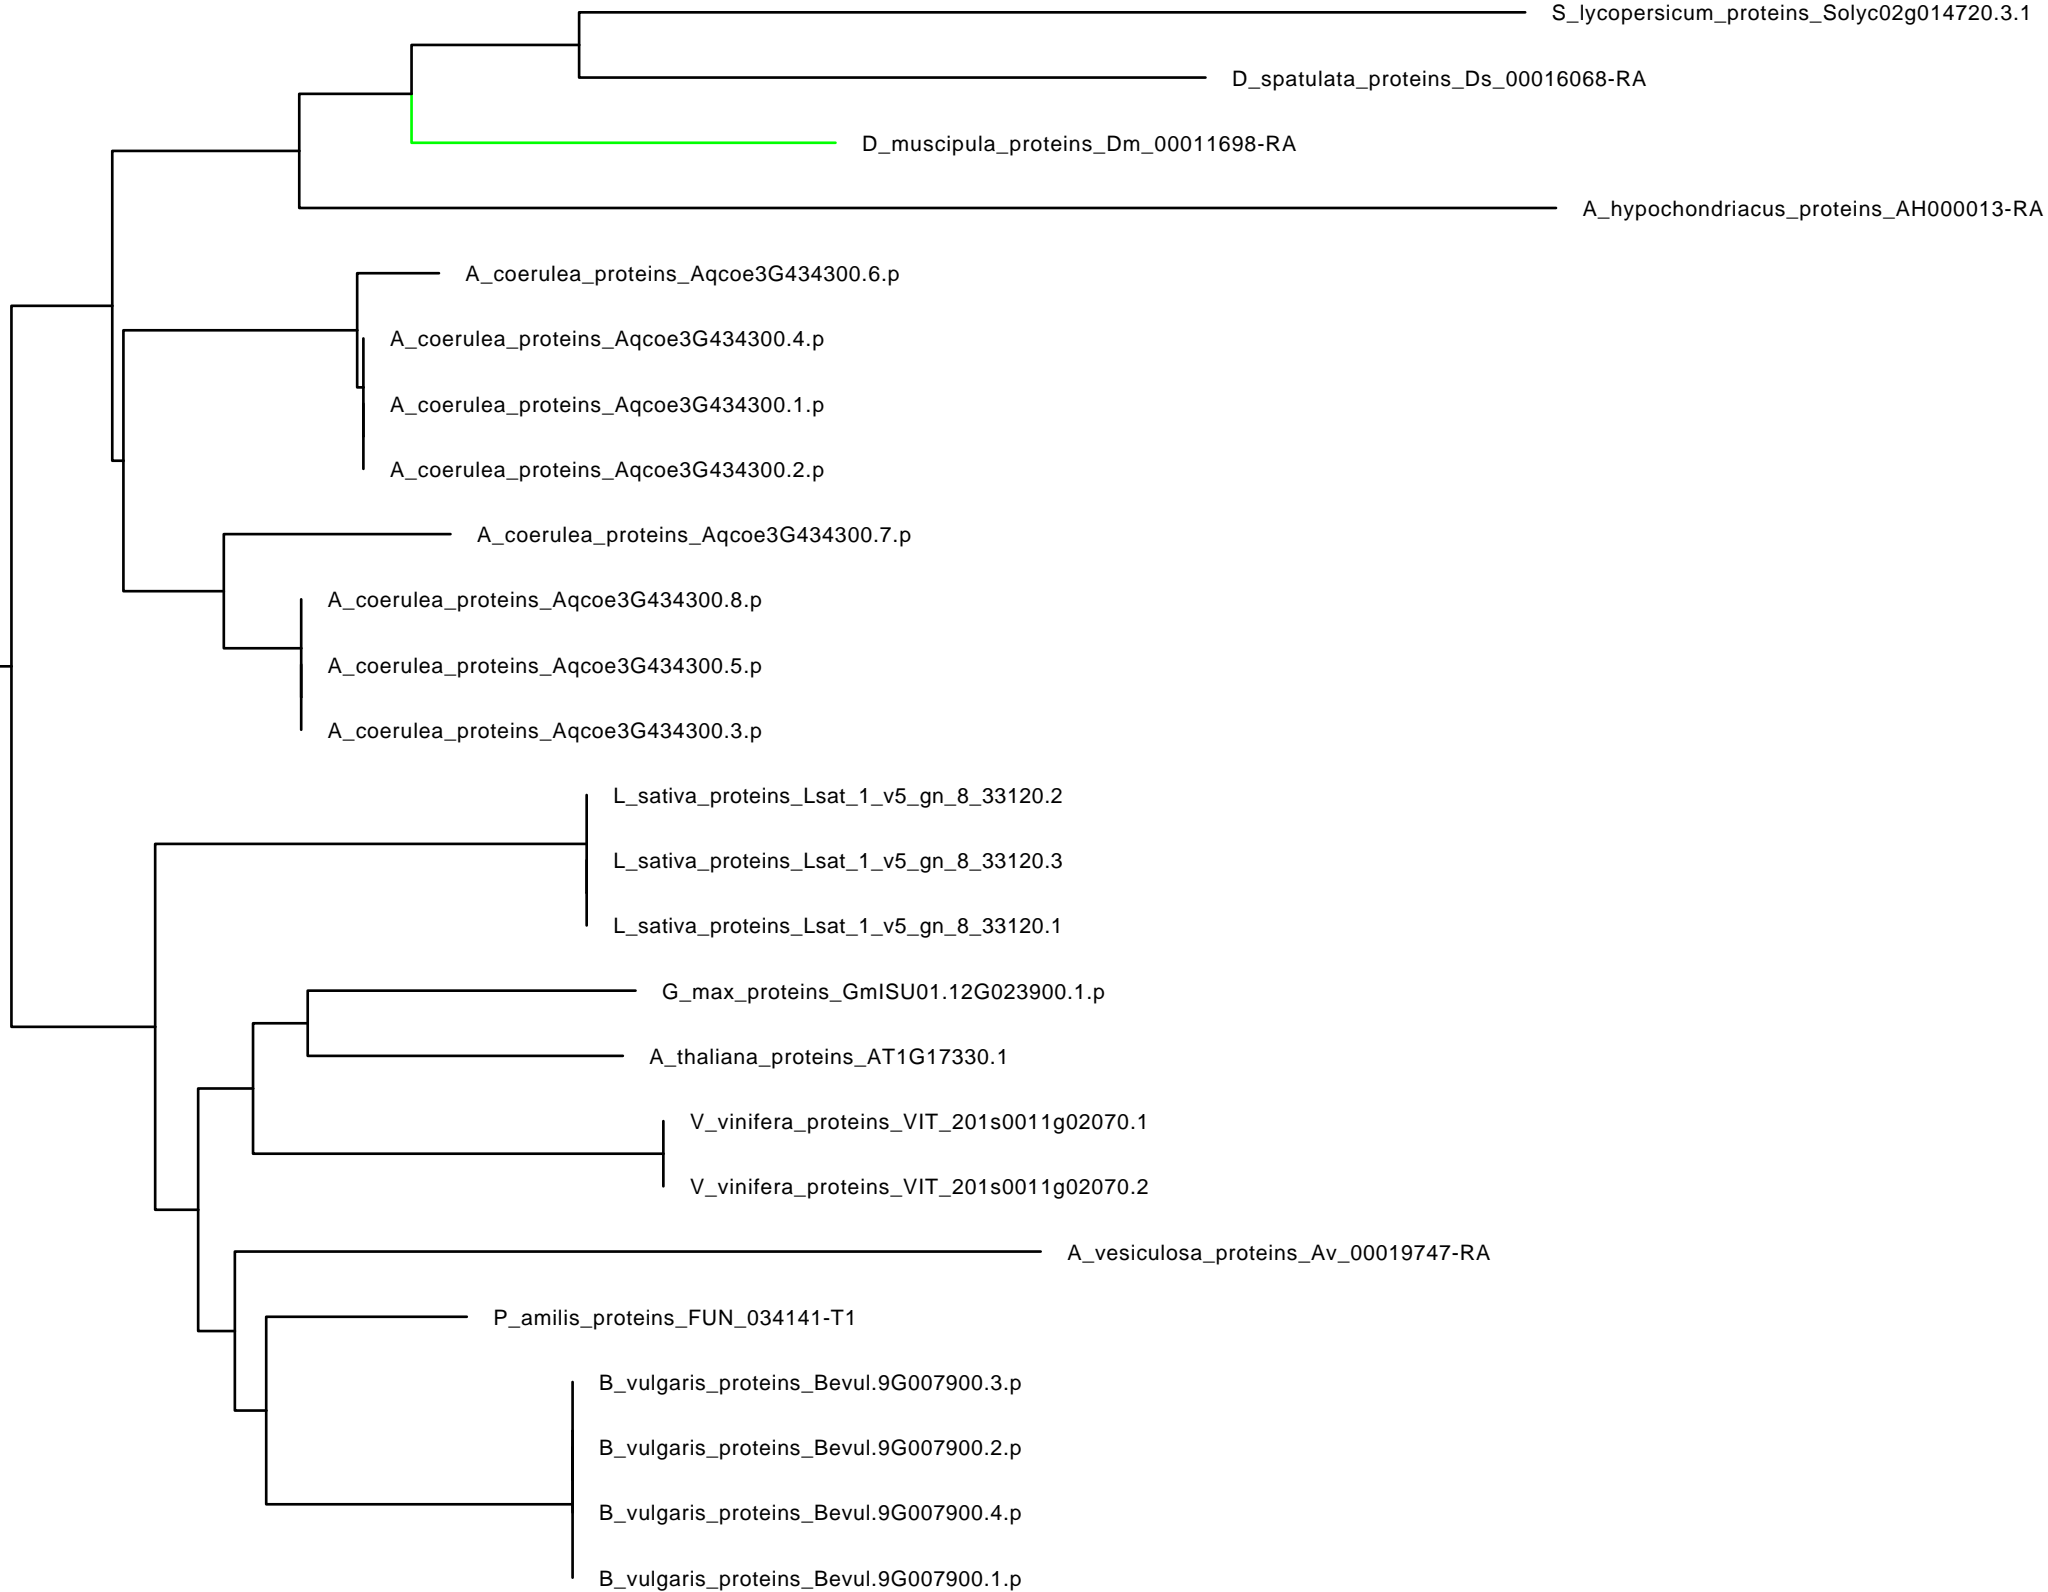 S_lycopersicum_proteins_Solyc02g014720.3.1
D_spatulata_proteins_Ds_00016068-RA
D_muscipula_proteins_Dm_00011698-RA
A_hypochondriacus_proteins_AH000013-RA
A_coerulea_proteins_Aqcoe3G434300.6.p
A_coerulea_proteins_Aqcoe3G434300.4.p
A_coerulea_proteins_Aqcoe3G434300.1.p
A_coerulea_proteins_Aqcoe3G434300.2.p
A_coerulea_proteins_Aqcoe3G434300.7.p
A_coerulea_proteins_Aqcoe3G434300.8.p
A_coerulea_proteins_Aqcoe3G434300.5.p
A_coerulea_proteins_Aqcoe3G434300.3.p
L_sativa_proteins_Lsat_1_v5_gn_8_33120.2
L_sativa_proteins_Lsat_1_v5_gn_8_33120.3
L_sativa_proteins_Lsat_1_v5_gn_8_33120.1
G_max_proteins_GmISU01.12G023900.1.p
A_thaliana_proteins_AT1G17330.1
V_vinifera_proteins_VIT_201s0011g02070.1
V_vinifera_proteins_VIT_201s0011g02070.2
A_vesiculosa_proteins_Av_00019747-RA
P_amilis_proteins_FUN_034141-T1
B_vulgaris_proteins_Bevul.9G007900.3.p
B_vulgaris_proteins_Bevul.9G007900.2.p
B_vulgaris_proteins_Bevul.9G007900.4.p
B_vulgaris_proteins_Bevul.9G007900.1.p